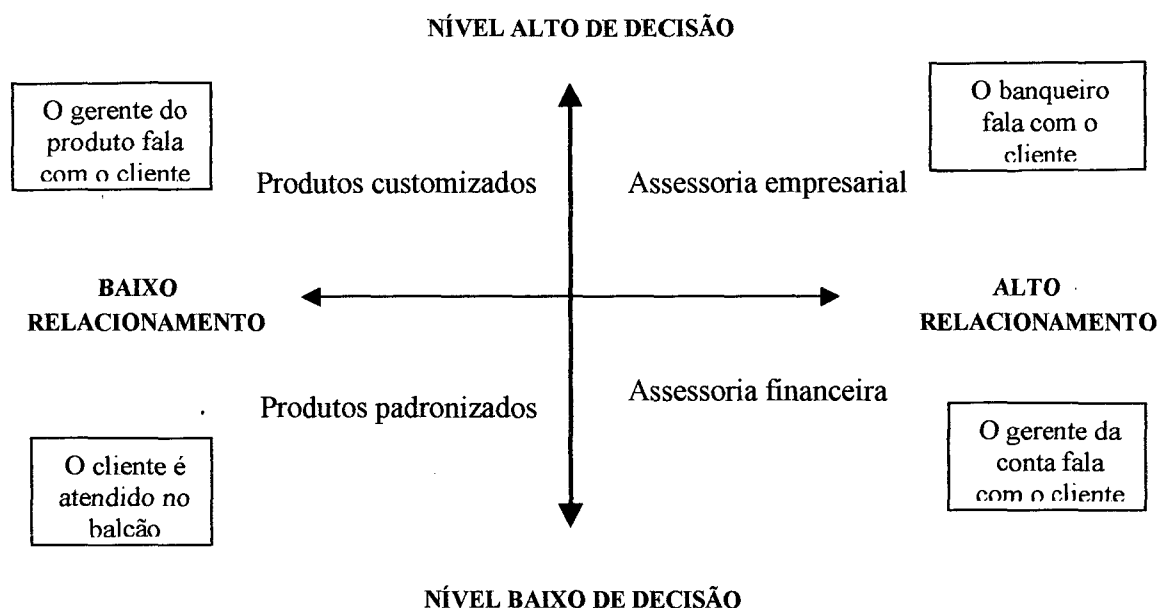 NÍVEL ALTO DE DECISÃO
O gerente do
produto fala
com o cliente
O banqueiro
fala com o
cliente
Produtos customizados
Assessoria empresarial
BAIXO
RELACIONAMENTO
ALTO
RELACIONAMENTO
Produtos padronizados
Assessoria financeira
O cliente é
atendido no
balcão
O gerente da
conta fala
com o cliente
NÍVEL BAIXO DE DECISÃO